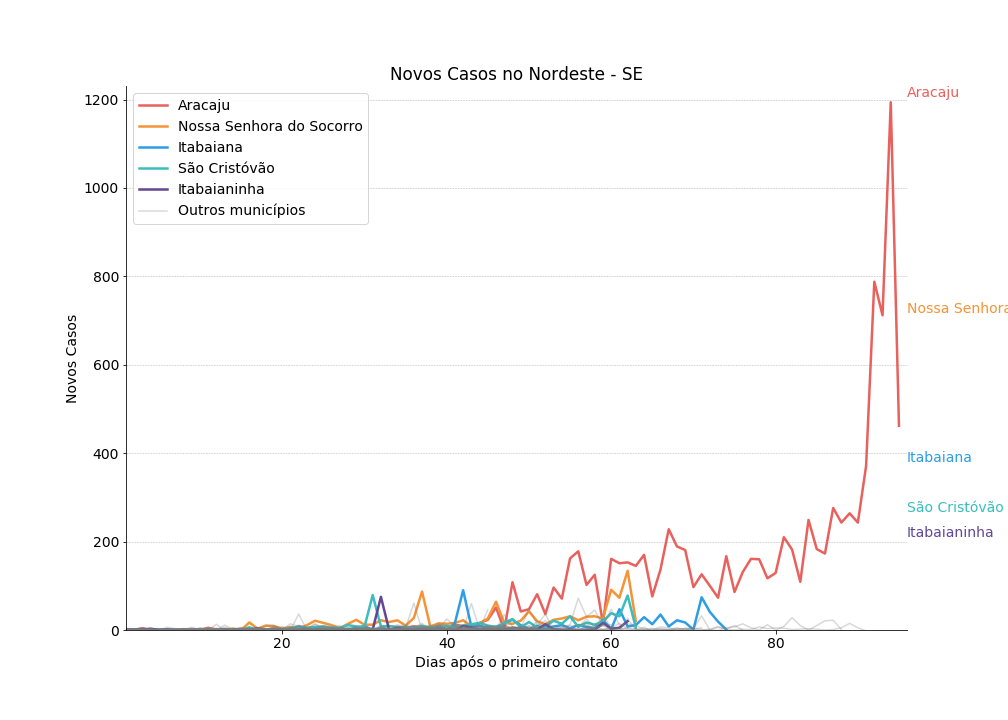 Novos Casos no Nordeste - SE
Aracaju
Nossa Senhora do Socorro
Itabaiana
São Cristóvão
Itabaianinha
Outros municípios
1200
1000
800
600
400
200
0
Novos Casos
20
40
60
80
Dias após o primeiro contato
Aracaju
Nossa Senhora
Itabaiana
São Cristóvão
Itabaianinha